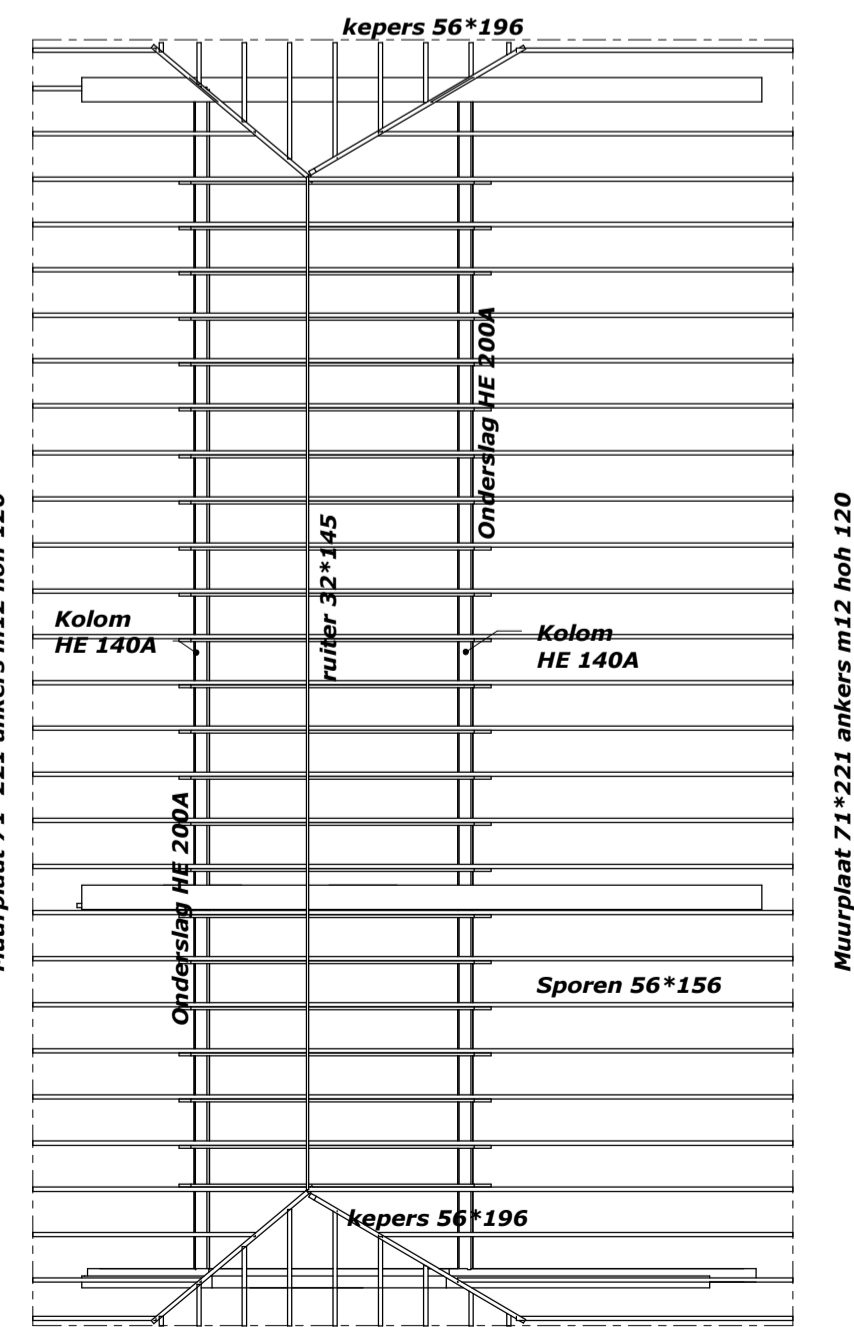 kepers 56*196
Onderslag HE 200A
Muurplaat 71*221 ankers m12 hoh 120
ruiter 32*145
Kolom
HE 140A
Kolom
HE 140A
Onderslag HE 200A
Sporen 56*156
kepers 56*196